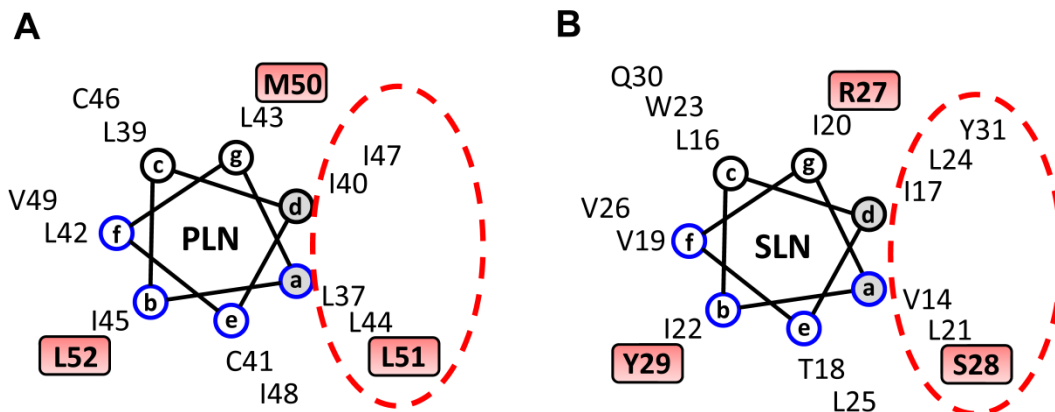 A
M50
C46
L39
L43
g
c
I47
I40
d
V49
L42
f
PLN
a
b
e
L37
L44
I45
L52
L51
C41
I48
B
Q30
R27
W23
L16
I20
Y31
L24
g
c
I17
d
V26
V19
f
SLN
a
b
e
V14
L21
I22
Y29
S28
T18
L25